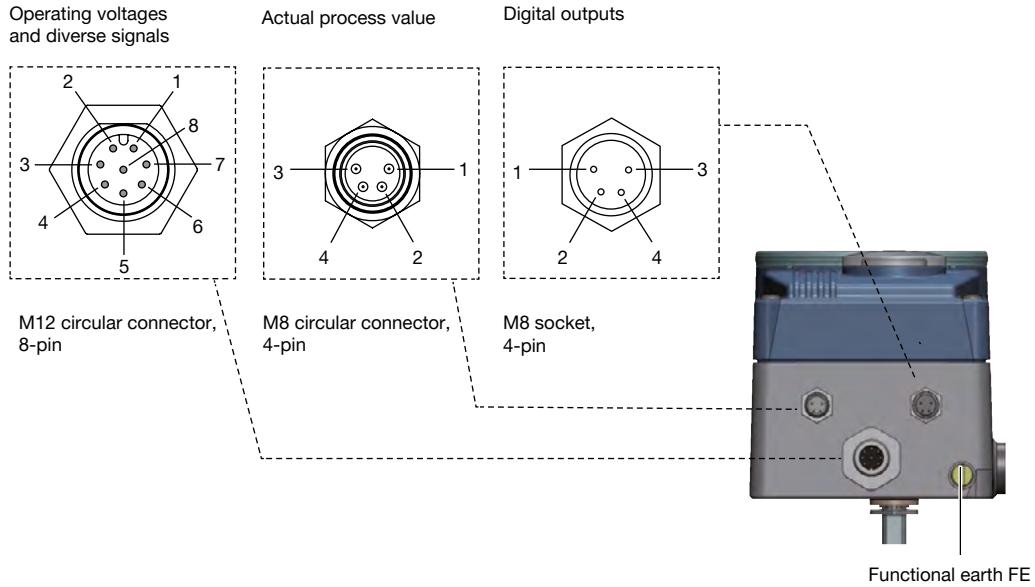 Operating voltages
and diverse signals
Actual process value
Digital outputs
2
1
8
3
7
4
6
5
3
1
4
2
1
3
2
4
M12 circular connector,
8-pin
M8 circular connector,
4-pin
M8 socket,
4-pin
Functional earth FE